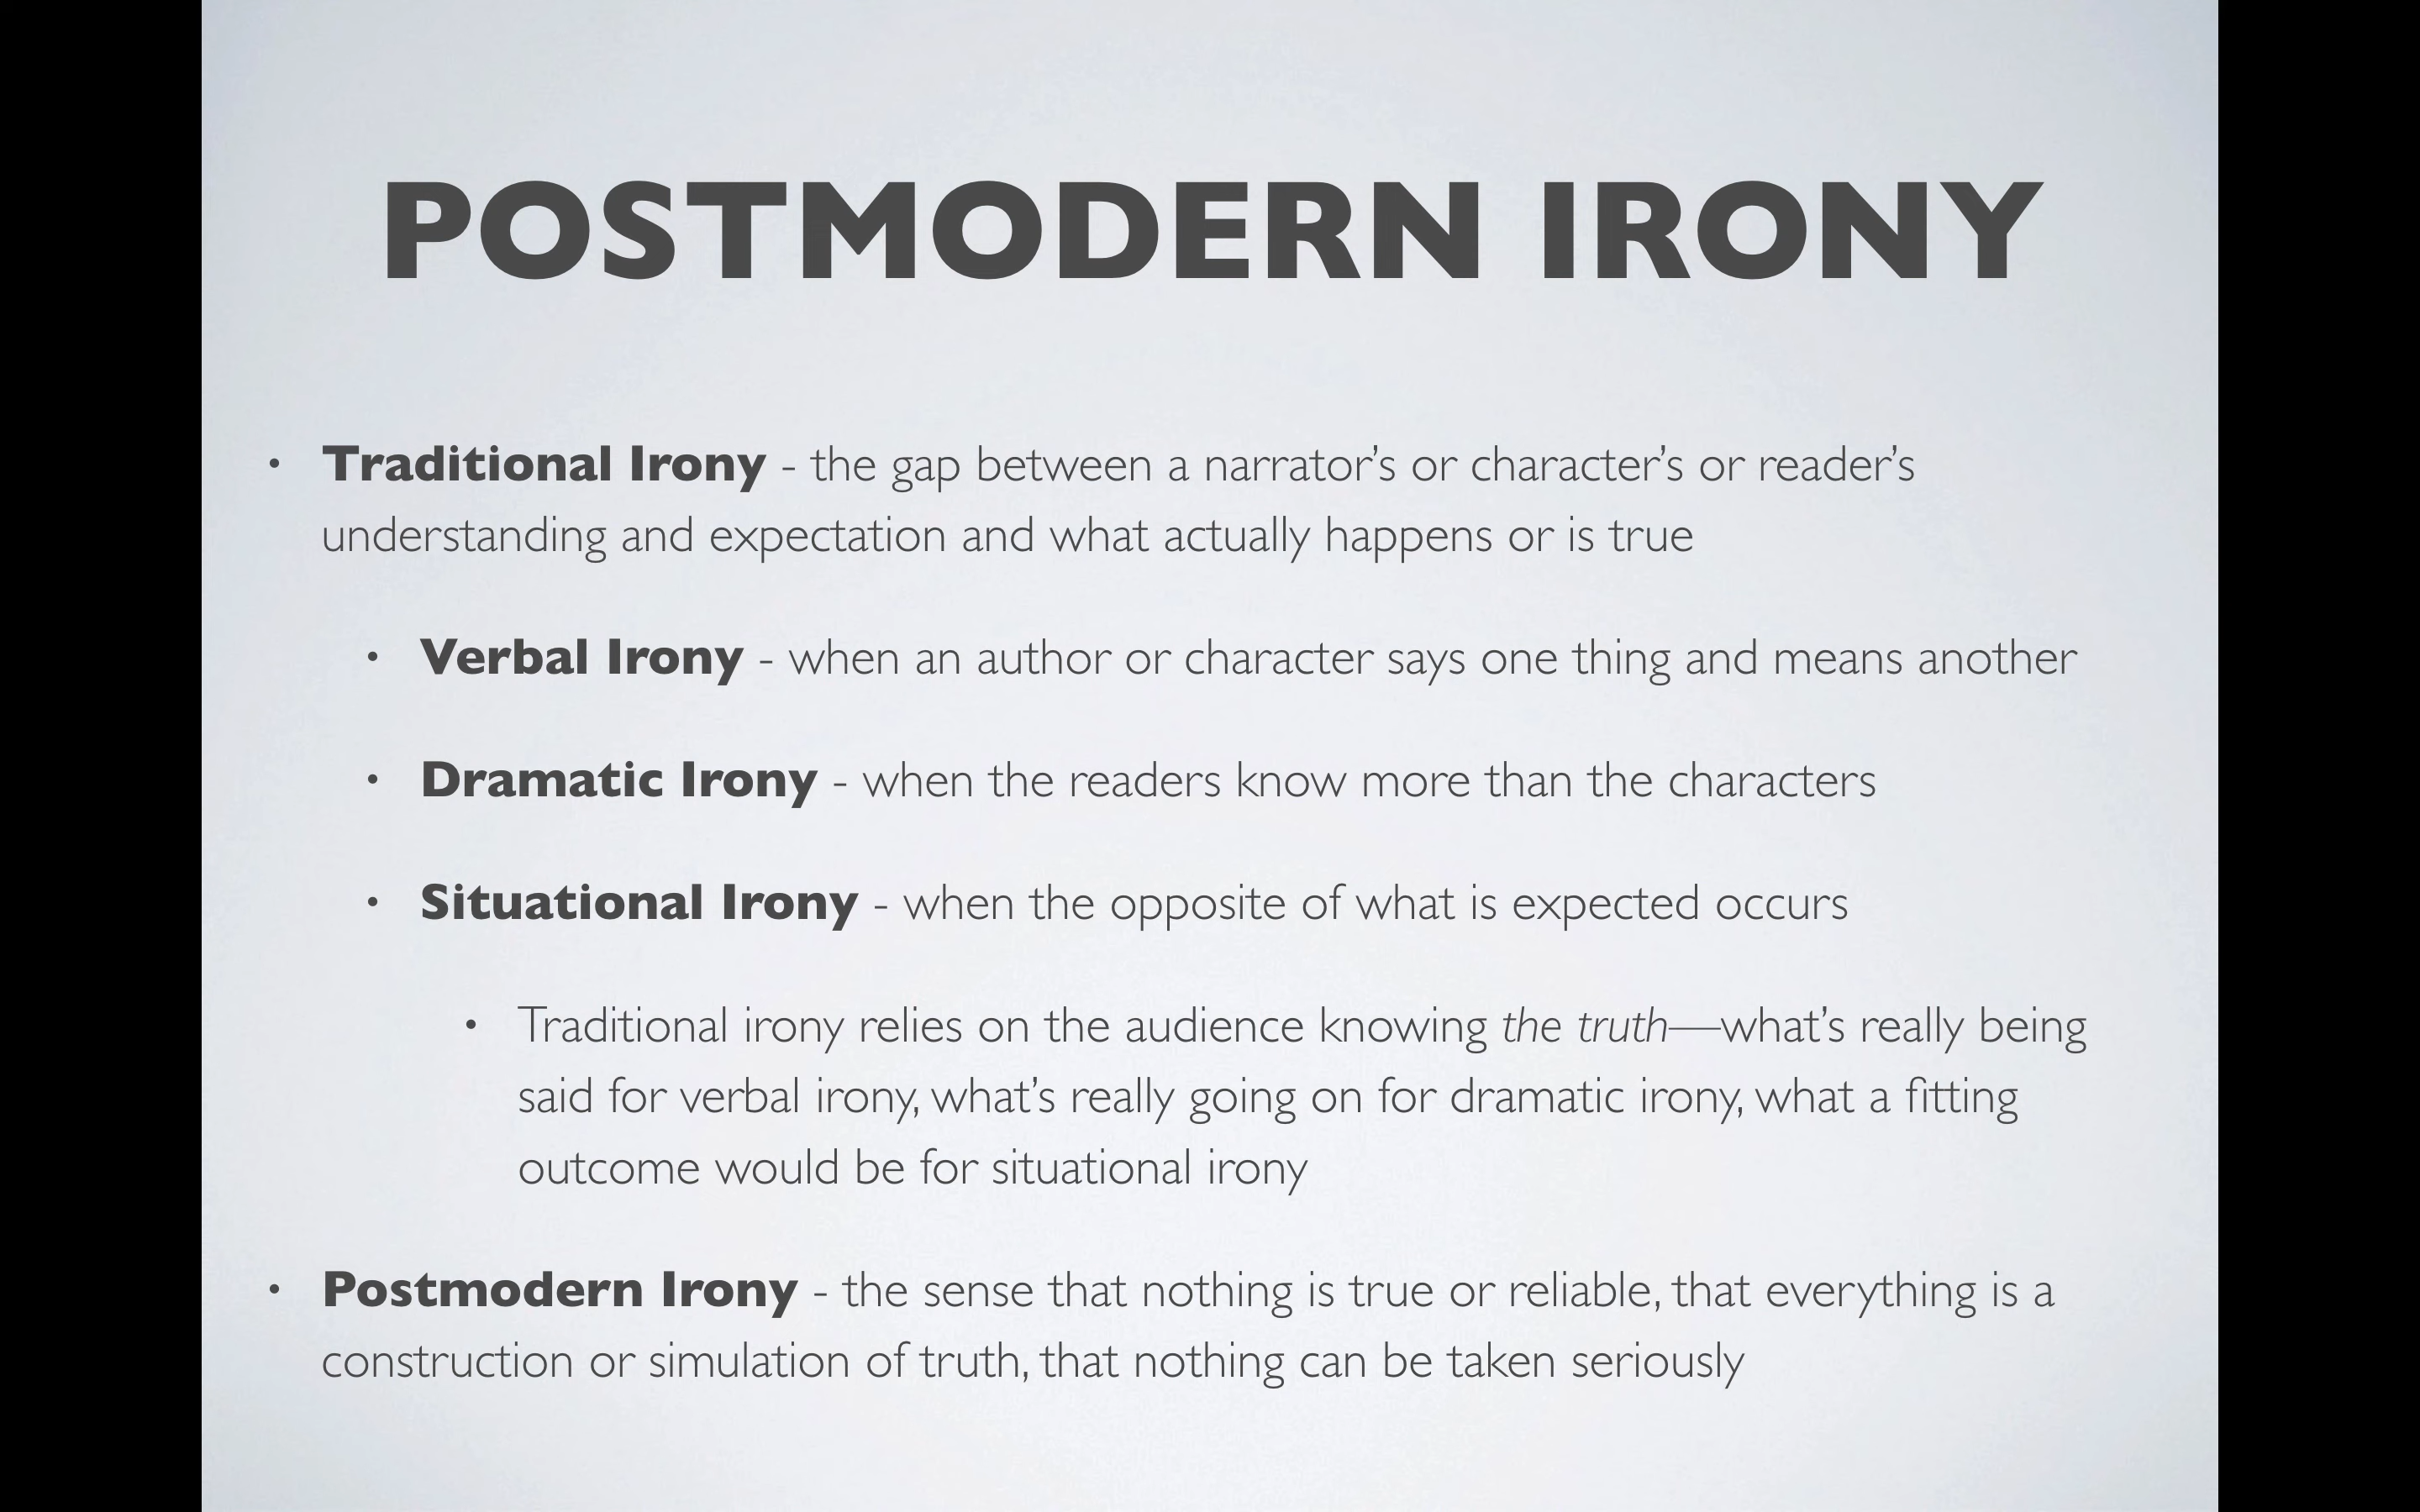 POSTMODERN IRONY
• Traditional Irony - the gap between a narrator’s or character’s or reader’s
understanding and expectation and what actually happens or is true
• Verbal Irony - when an author or character says one thing and means another
• Dramatic Irony - when the readers know more than the characters
• Situational Irony - when the opposite of what is expected occurs
• Traditional irony relies on the audience knowing the truth—what’s really being
said for verbal irony, what’s really going on for dramatic irony, what a fitting
outcome would be for situational irony
• Postmodern Irony - the sense that nothing is true or reliable, that everything is a
construction or simulation of truth, that nothing can be taken seriously